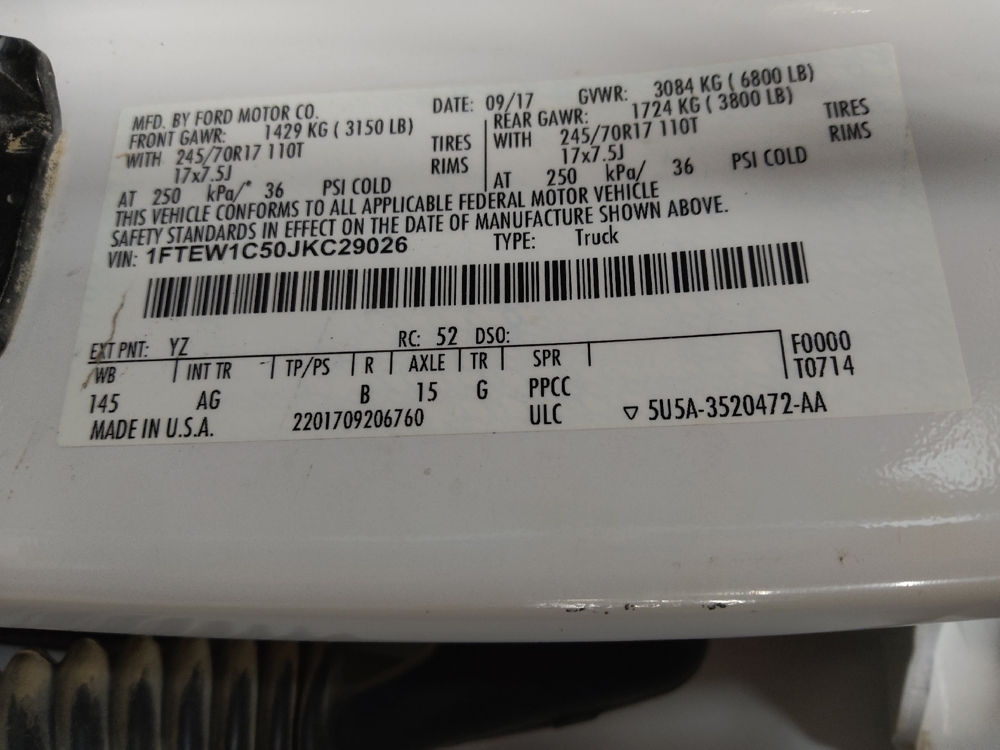 MFD. BY FORD MOTOR CO. DATE: 09/17 GVWR: 3084 KG ( 6800 LB)
FRONT GAWR: 1429 KG ( 3150 LB) REAR GAWR: 1724 KG ( 3800 LB)
WITH 245/70R17 110T TIRES WITH 245/70R17 110T TIRES
17x7.5J RIMS 17x7.5J RIMS
AT 250 kPa/" 36 PSI COLD AT 250 kPa/ 36 PSI COLD
THIS VEHICLE CONFORMS TO ALL APPLICABLE FEDERAL MOTOR VEHICLE
SAFETY STANDARDS IN EFFECT ON THE DATE OF MANUFACTURE SHOWN ABOVE.
VIN: 1FTEW1C50JKC29026 TYPE: Truck
EXT PNT: YZ RC: 52 DSO:
WB INT TR TP/PS R AXLE TR SPR F0000
T0714
145 AG B 15 G PPCC
MADE IN U.S.A. 2201709206760 ULC ▽ 5U5A-3520472-AA